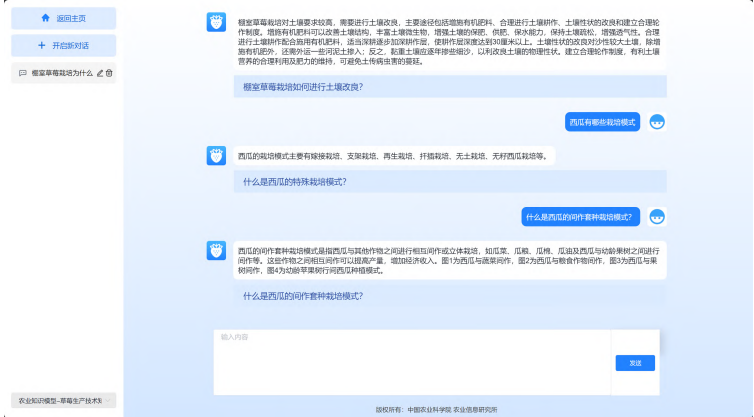 返回主页
开启新对话
棚室草莓栽培为什么
棚室草莓栽培对土壤要求较高，需要进行土壤改良，主要途径包括增施有机肥料、合理进行土壤耕作、土壤性状的改良和建立合理轮
作制度。增施有机肥料可以改善土壤结构，丰富土壤微生物，增强土壤的保肥、供肥、保水能力，保持土壤疏松，增强透气性。合理
进行土壤耕作配合施用有机肥料，适当深耕逐步加深耕作层，使耕作层深度达到30厘米以上。土壤性状的改良对沙性较大土壤，除增
施有机肥外，还需外运一些河泥土掺入；反之，黏重土壤应逐年掺些细沙，以利改良土壤的物理性状。建立合理轮作制度，有利土壤
营养的合理利用及肥力的维持，可避免土传病虫害的蔓延。
棚室草莓栽培如何进行土壤改良？
西瓜有哪些栽培模式
西瓜的栽培模式主要有嫁接栽培、支架栽培、再生栽培、扦插栽培、无土栽培、无籽西瓜栽培等。
什么是西瓜的特殊栽培模式？
什么是西瓜的间作套种栽培模式？
西瓜的间作套种栽培模式是指西瓜与其他作物之间进行相互间作或立体栽培，如瓜菜、瓜粮、瓜棉、瓜油及西瓜与幼龄果树之间进行
间作等。这些作物之间相互间作可以提高产量，增加经济收入。图1为西瓜与蔬菜间作，图2为西瓜与粮食作物间作，图3为西瓜与果
树间作，图4为幼龄苹果树行间西瓜种植模式。
什么是西瓜的间作套种栽培模式？
输入内容
发送
农业知识模型-草莓生产技术
版权所有：中国农业科学院 农业信息研究所